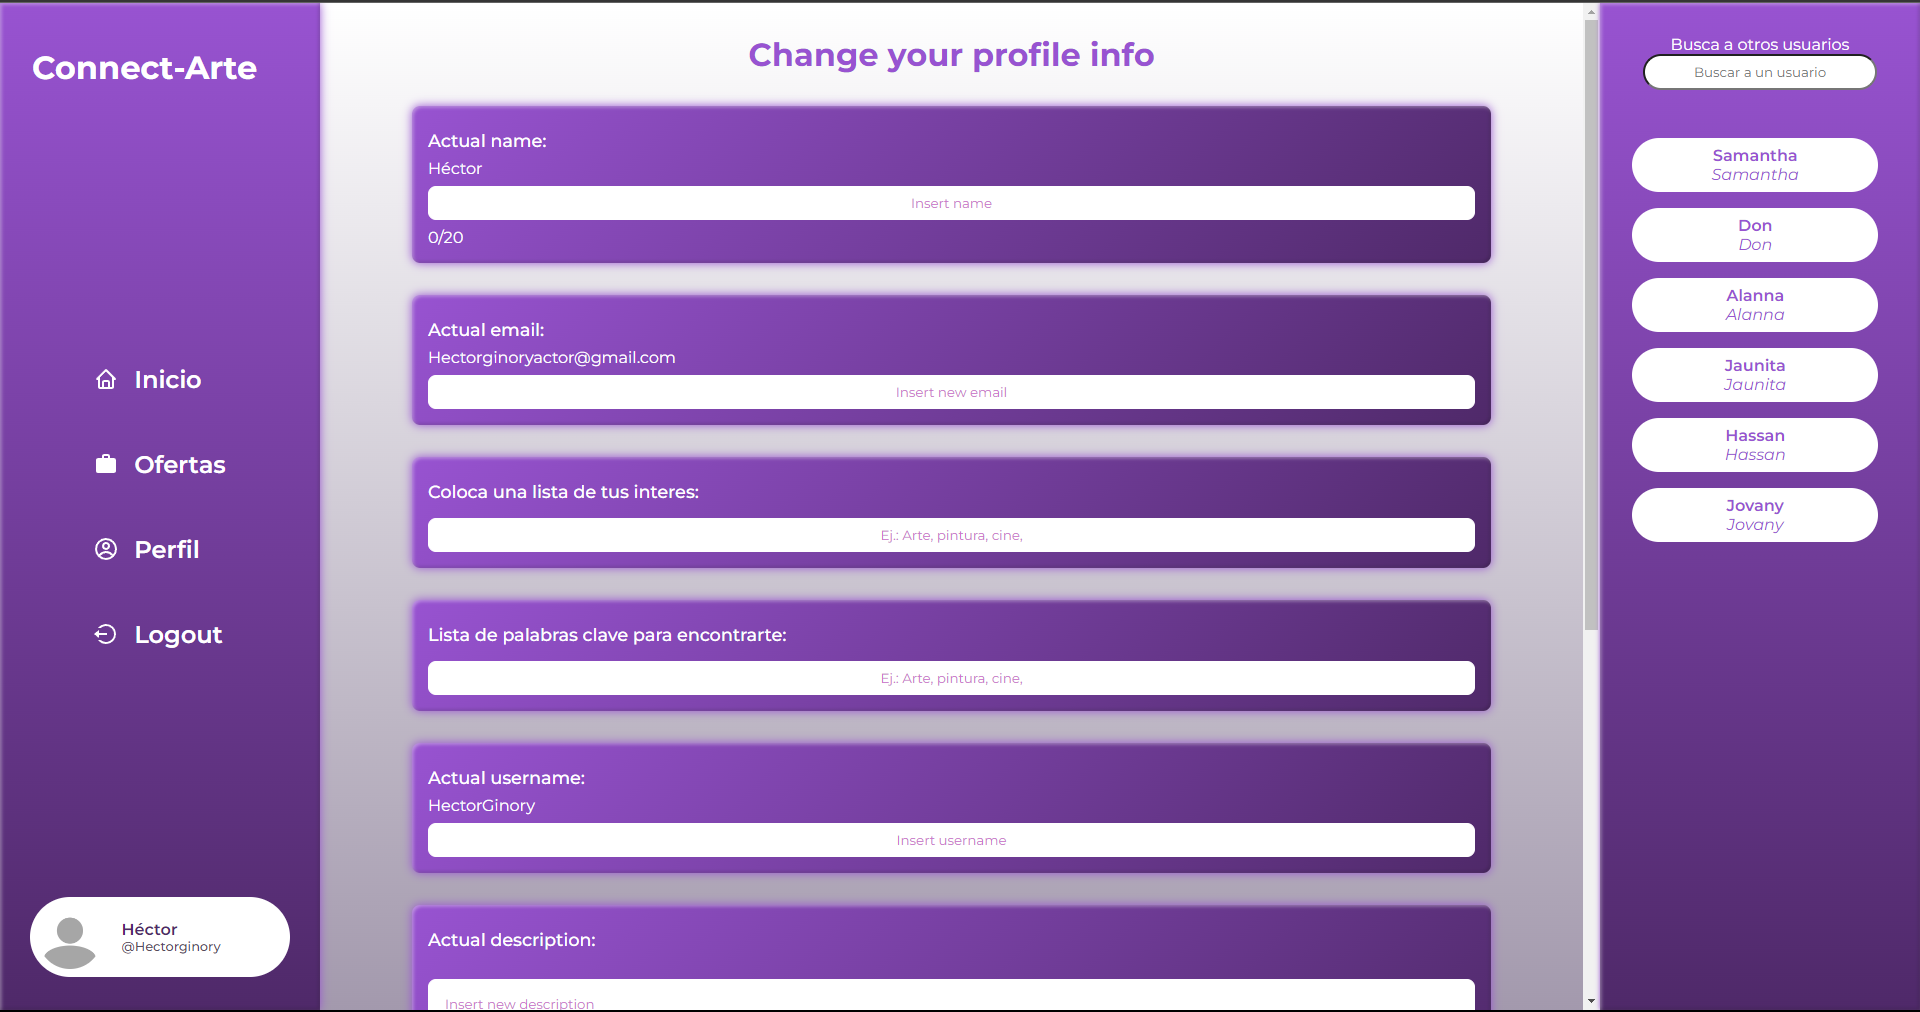 Connect-Arte
Inicio
Ofertas
Perfil
Logout
Héctor
@Hectorginory
Change your profile info
Actual name:
Héctor
Insert name
0/20
Actual email:
Hectorginoryactor@gmail.com
Insert new email
Coloca una lista de tus interes:
Ej.: Arte, pintura, cine,
Lista de palabras clave para encontrarte:
Ej.: Arte, pintura, cine,
Actual username:
HectorGinory
Insert username
Actual description:
Insert new description
Busca a otros usuarios
Buscar a un usuario
Samantha
Samantha
Don
Don
Alanna
Alanna
Jaunita
Jaunita
Hassan
Hassan
Jovany
Jovany